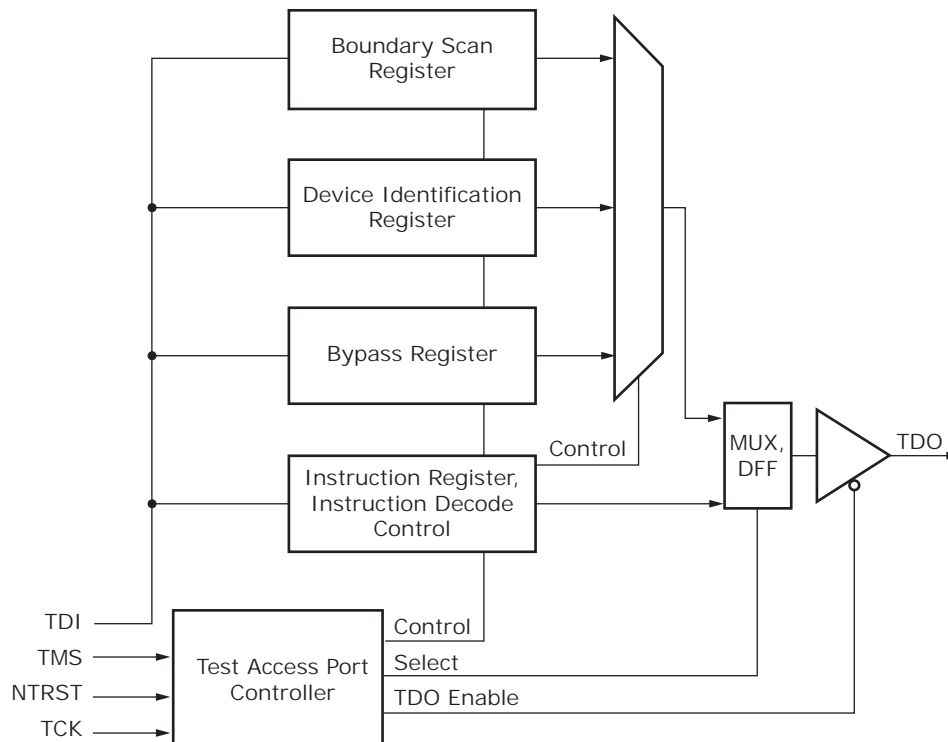 Boundary Scan
Register
Device Identification
Register
Bypass Register
Control
MUX,
DFF
TDO
Instruction Register,
Instruction Decode
Control
TDI
TMS
NTRST
TCK
Test Access Port
Controller
Control
Select
TDO Enable